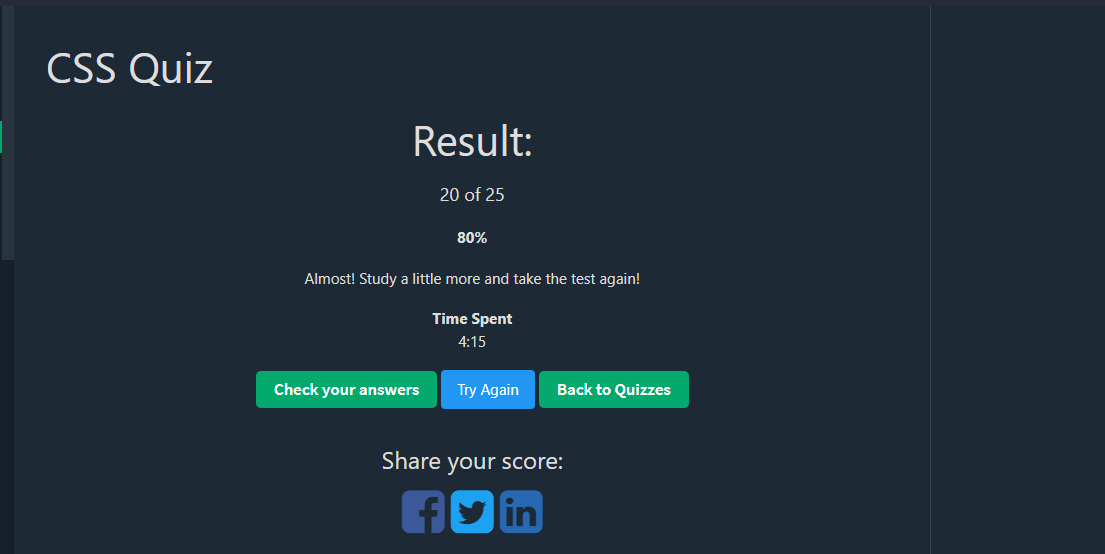 CSS Quiz
Result:
20 of 25
80%
Almost! Study a little more and take the test again!
Time Spent
4:15
Check your answers Try Again Back to Quizzes
Share your score: